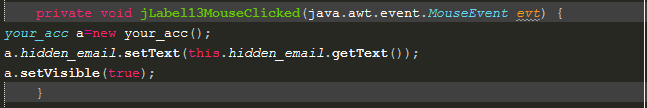 private void jLabel13MouseClicked(java.awt.event.MouseEvent evt) {
your_acc a=new your_acc();
a.hidden_email.setText(this.hidden_email.getText());
a.setVisible(true);
}